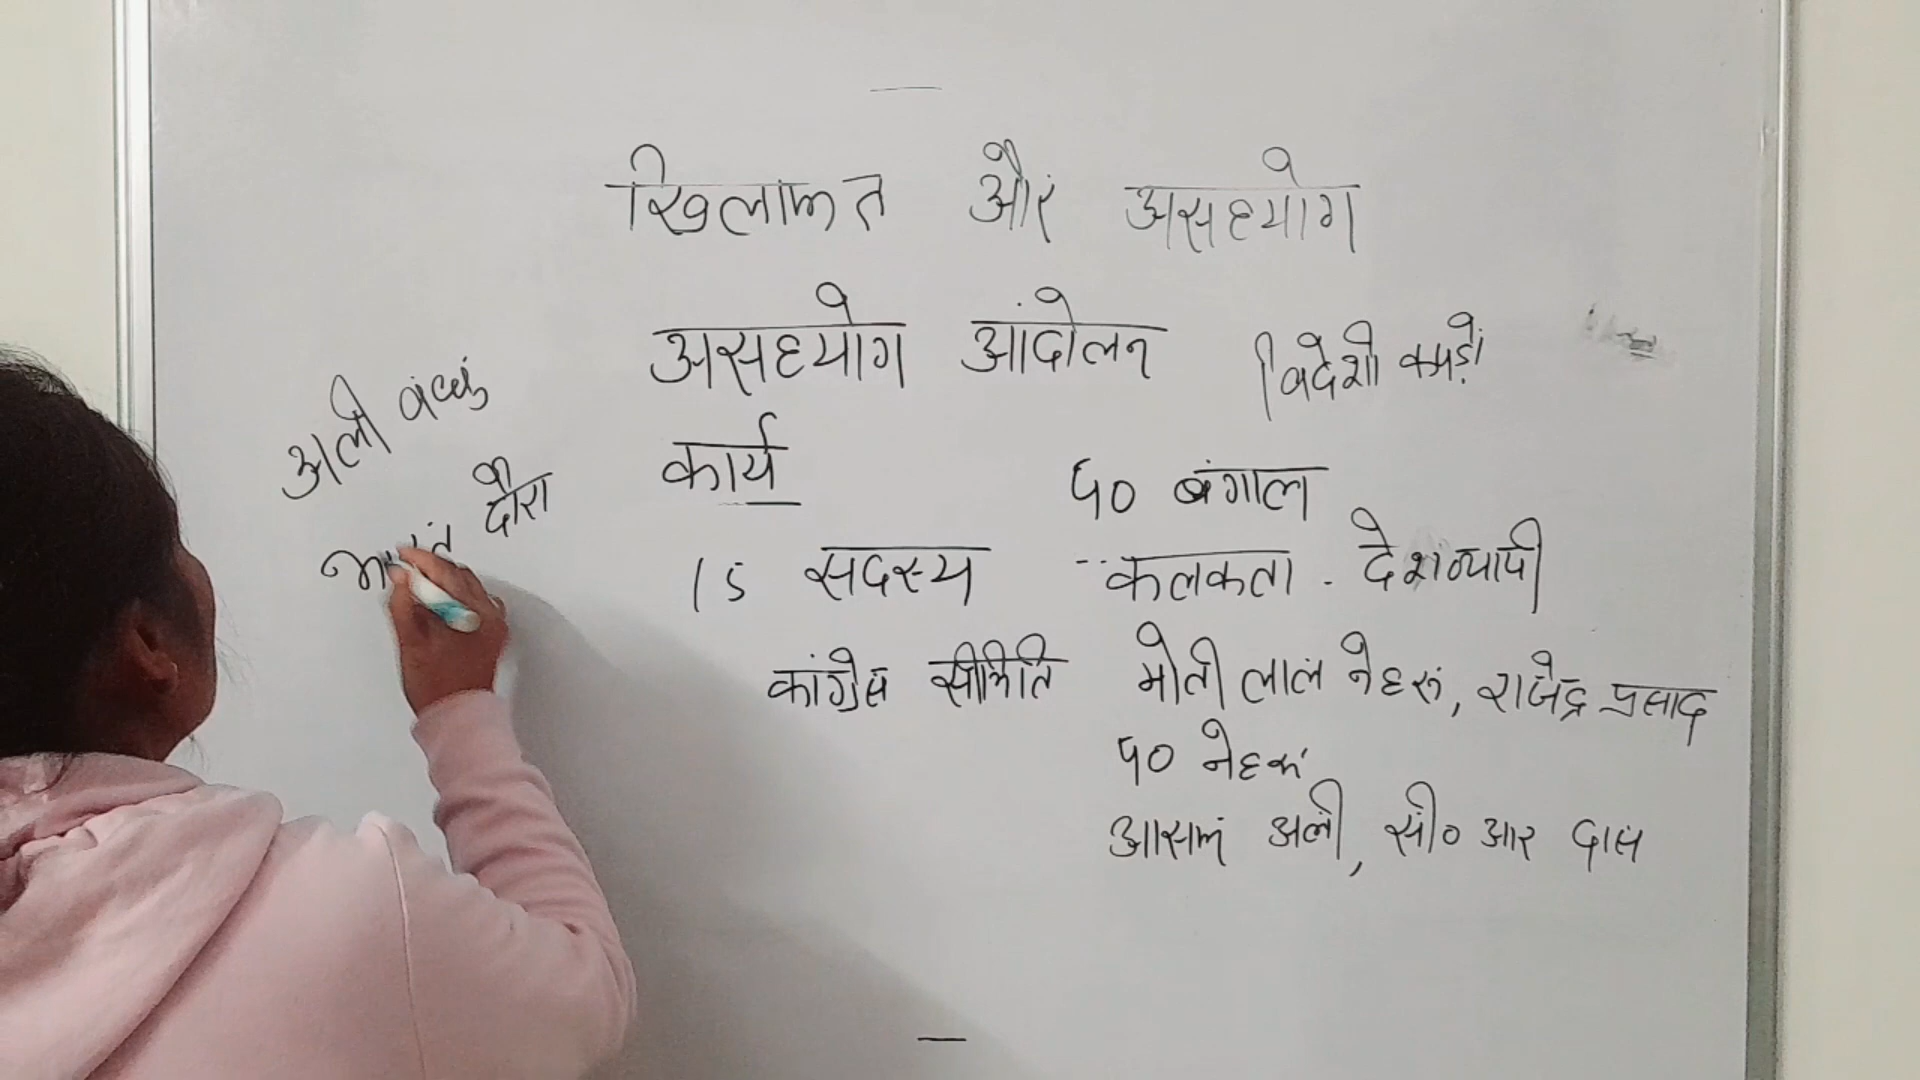 खिलाफत और असहयोग
असहयोग आंदोलन
विदेशी कपड़ों
कार्य
प० बंगाल
15 सदस्य
कलकता . देशव्यापी
कांग्रेस समिति
मोती लाल नेहरू, राजेंद्र प्रसाद
प० नेहरू
अली, सी० आर दास
अली बंधु
दौरा